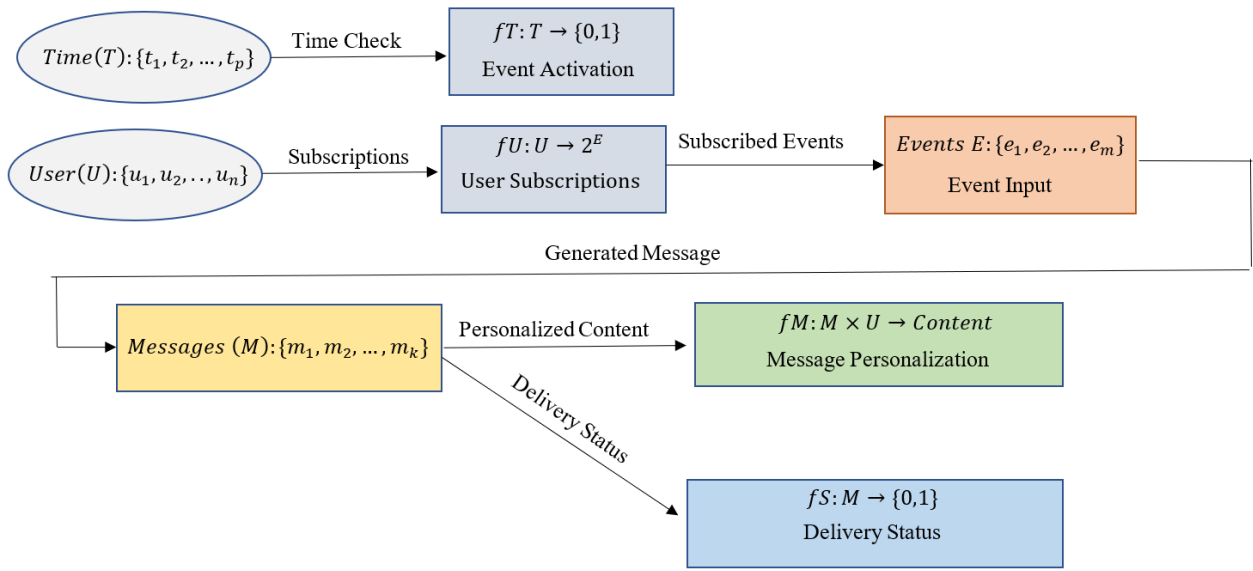 Time(T):{t₁, t₂, …, tₚ}
Time Check
fT: T → {0,1}
Event Activation
User(U):{u₁, u₂, . ., uₙ}
Subscriptions
fU: U → 2ᴱ
User Subscriptions
Subscribed Events
Events E: {e₁, e₂, …, eₘ}
Event Input
Generated Message
Messages (M): {m₁, m₂, …, mₖ}
Personalized Content
fM: M × U → Content
Message Personalization
Delivery Status
fS: M → {0,1}
Delivery Status